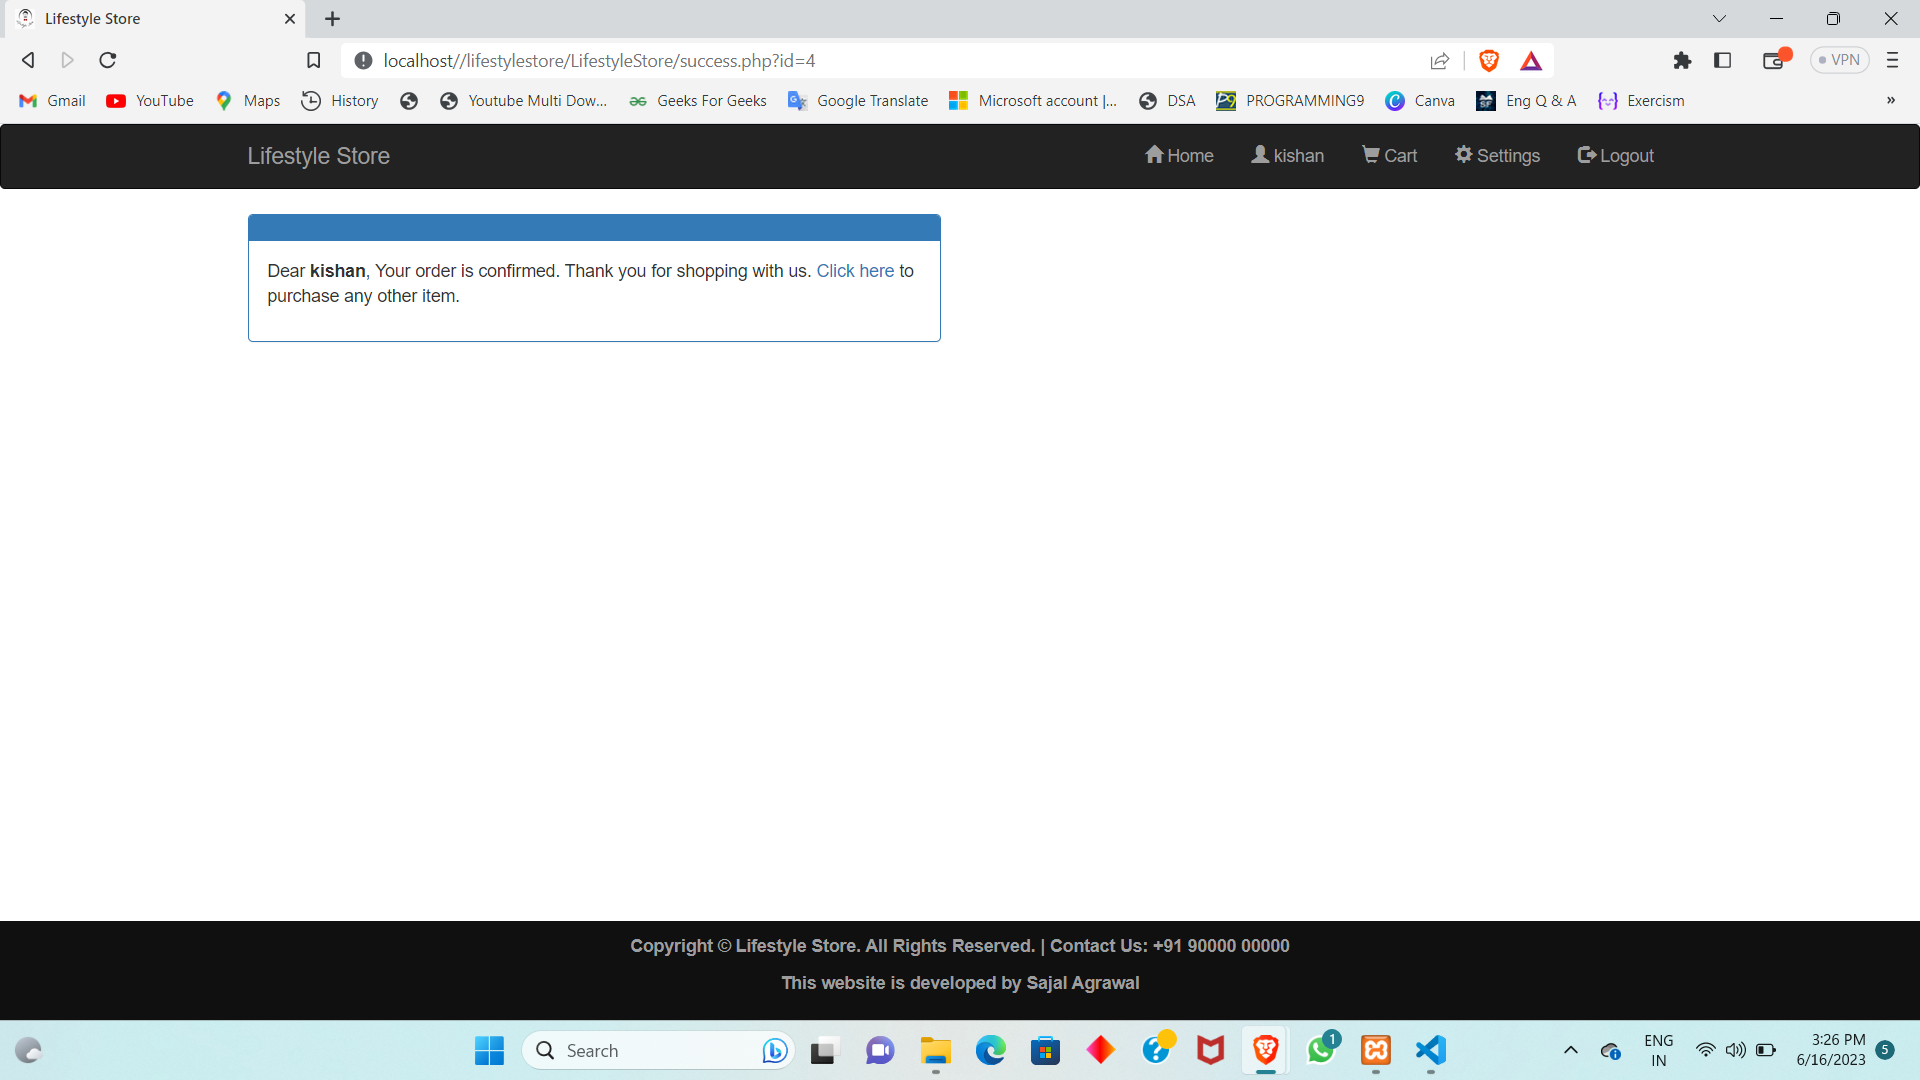 Lifestyle Store
localhost//lifestylestore/LifestyleStore/success.php?id=4
VPN
Gmail YouTube Maps History Youtube Multi Dow... Geeks For Geeks Google Translate Microsoft account |... DSA PROGRAMMING9 Canva Eng Q & A Exercism »
Lifestyle Store Home kishan Cart Settings Logout
Dear kishan, Your order is confirmed. Thank you for shopping with us. Click here to
purchase any other item.
Copyright © Lifestyle Store. All Rights Reserved. | Contact Us: +91 90000 00000
This website is developed by Sajal Agrawal
Search
1
ENG
IN
3:26 PM
6/16/2023
5